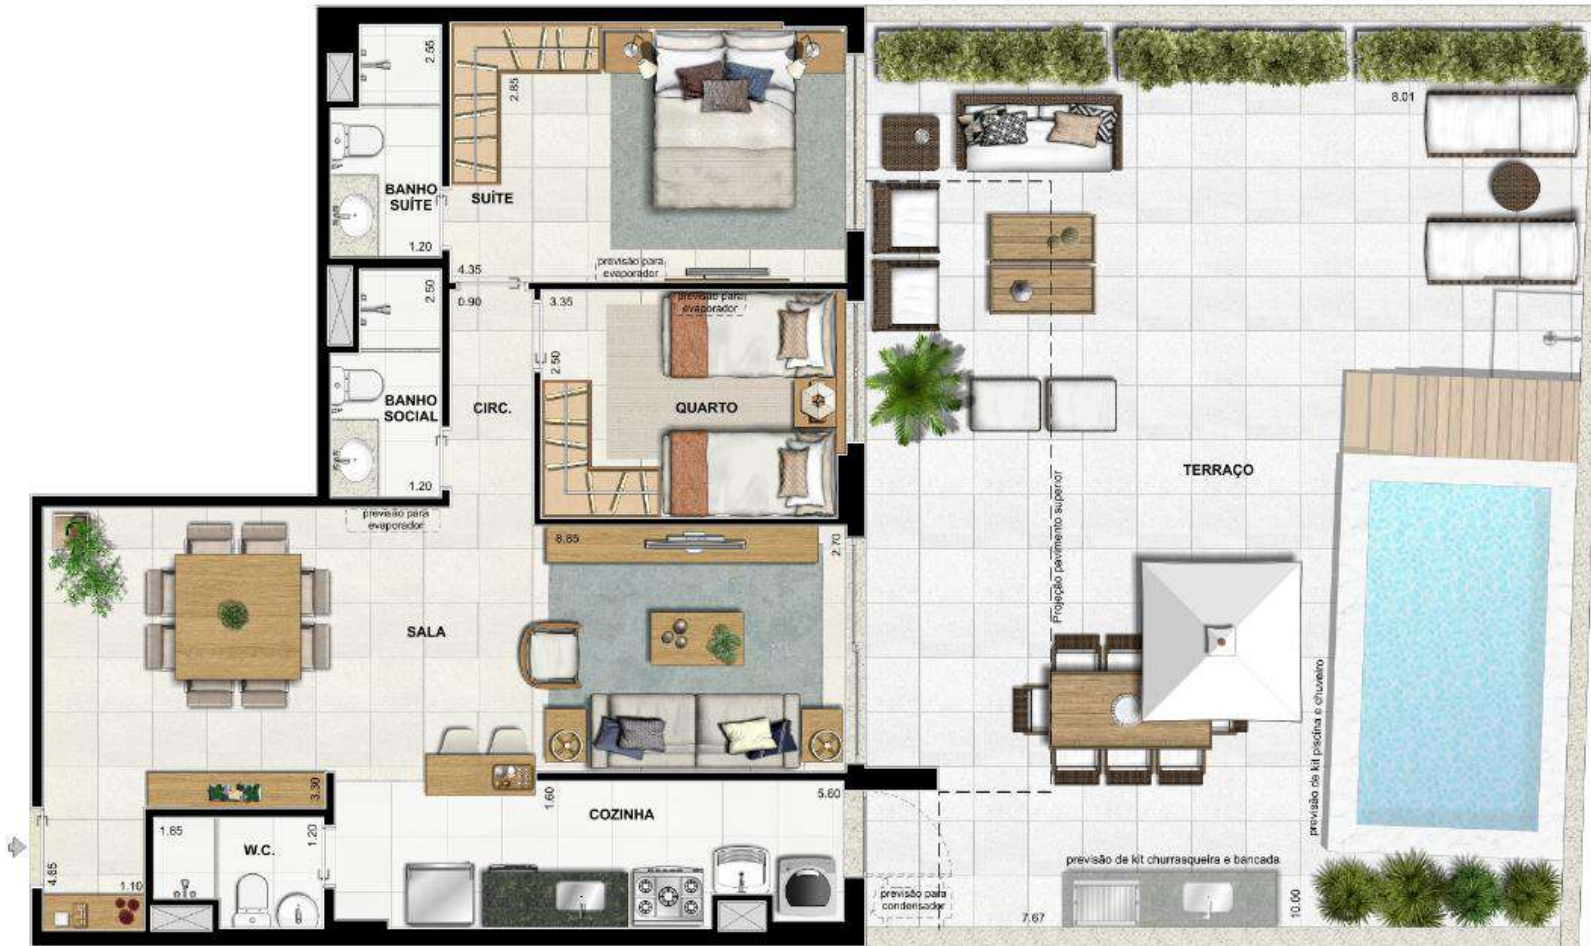 2.55
2.85
8.01
BANHO
SUÍTE
SUÍTE
1.20
4.35
previsão para
evaporador
2.50
0.90
3.35
previsão para
evaporador
2.50
BANHO
SOCIAL
CIRC.
QUARTO
TERRAÇO
1.20
previsão para
evaporador
8.85
2.70
Projeção pavimento superior
SALA
previsão de kit piscina e chuveiro
3.30
1.60
COZINHA
5.60
1.85
1.20
W.C.
4.65
1.10
previsão de kit churrasqueira e bancada
previsão para
condensador
7.67
10.00